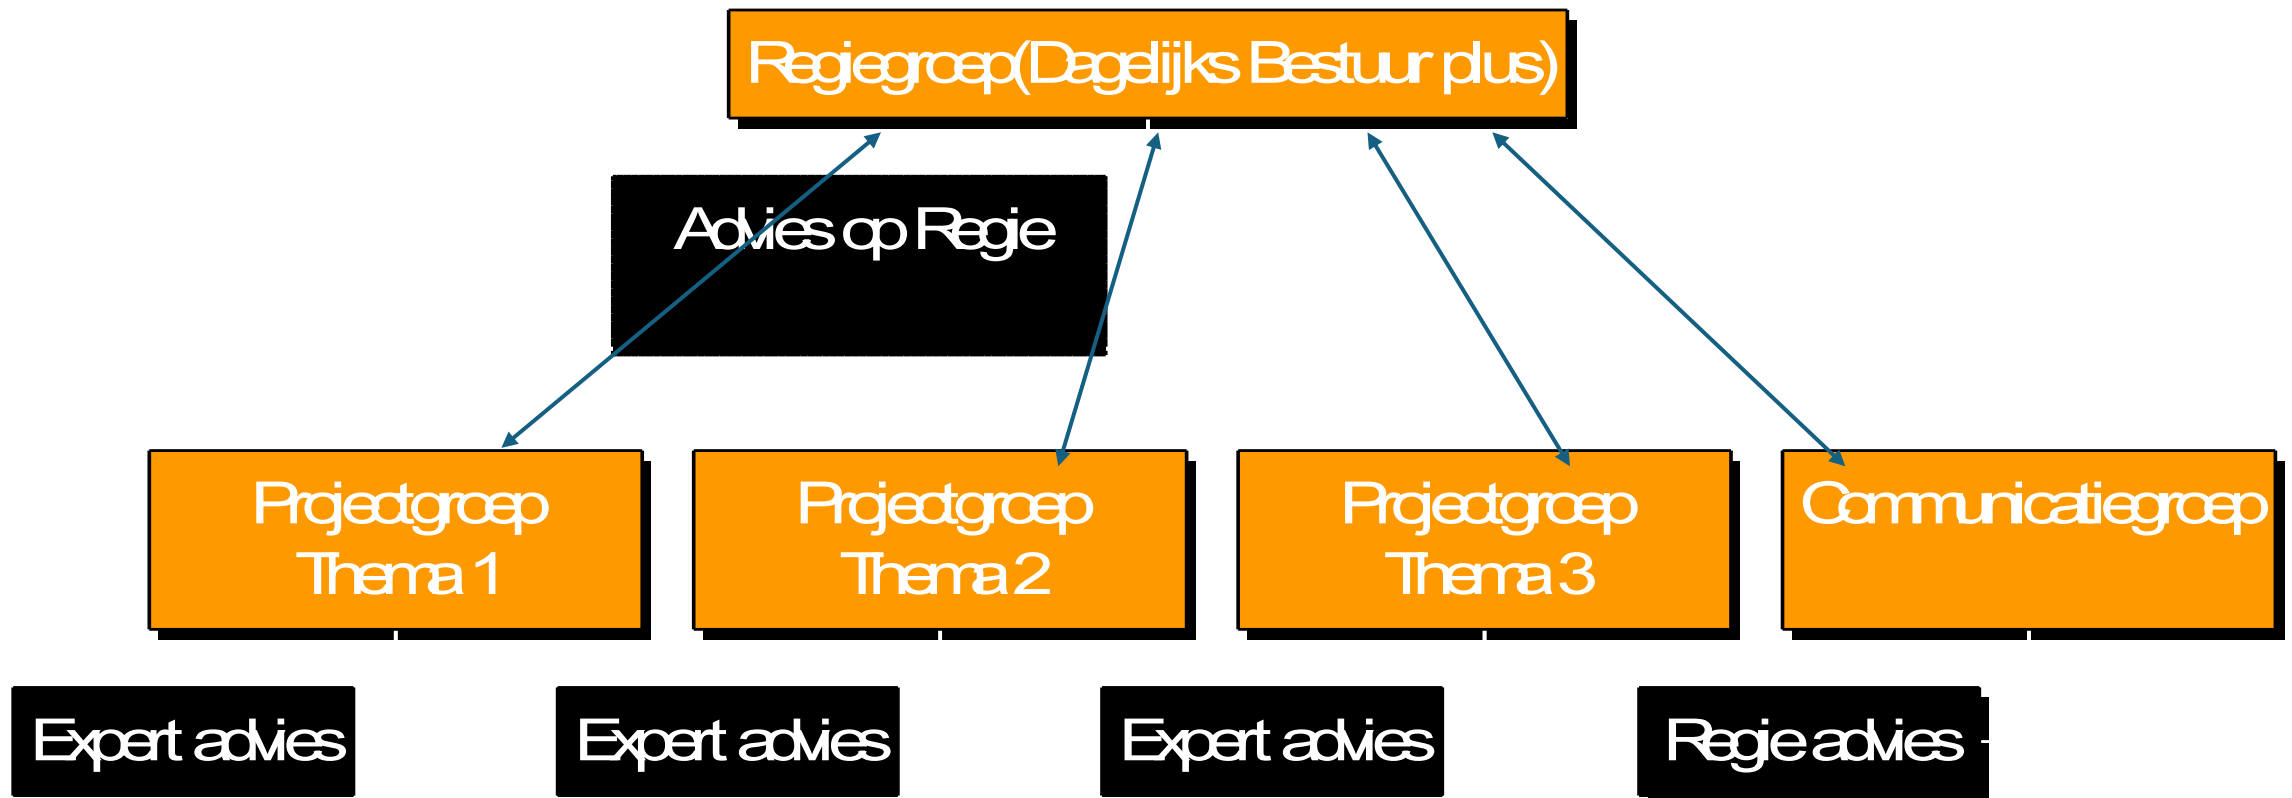 Regiegroep(Dagelijks Bestuur plus)
Advies op Regie
Projectgroep
Thema 1
Projectgroep
Thema 2
Projectgroep
Thema 3
Communicatiegroep
Expert advies
Expert advies
Expert advies
Regie advies